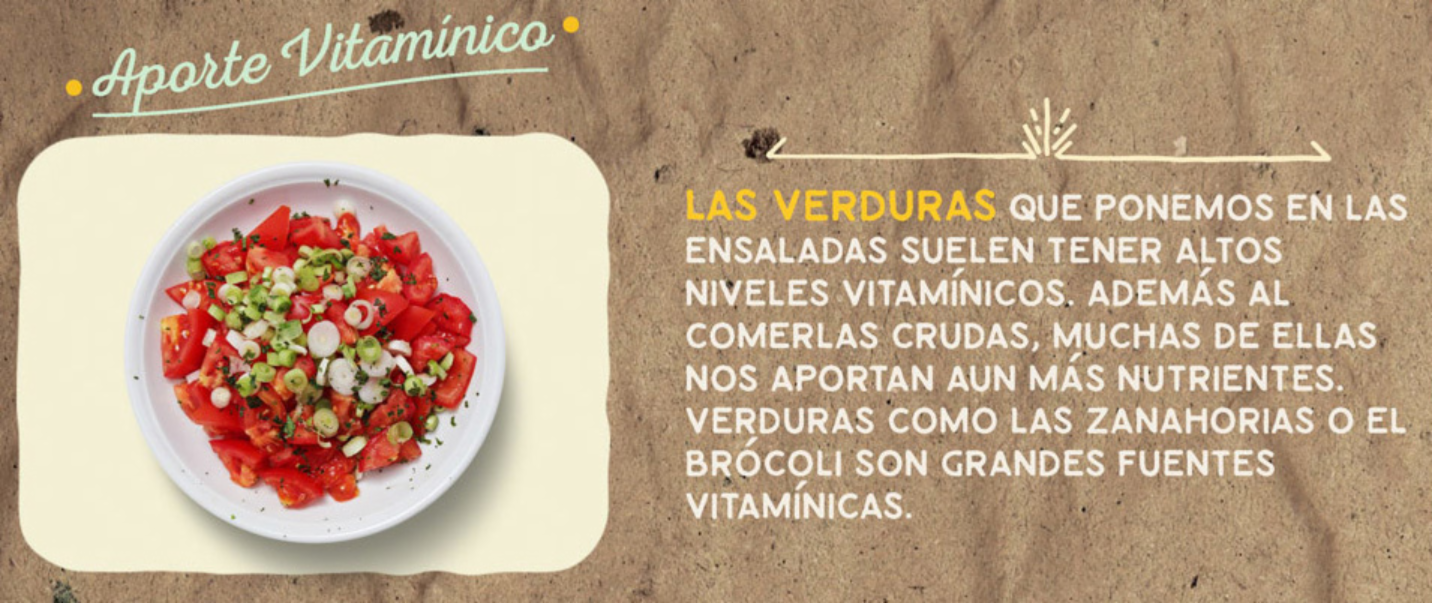 Aporte Vitamínico
LAS VERDURAS QUE PONEMOS EN LAS
ENSALADAS SUELEN TENER ALTOS
NIVELES VITAMÍNICOS. ADEMÁS AL
COMERLAS CRUDAS, MUCHAS DE ELLAS
NOS APORTAN AUN MÁS NUTRIENTES.
VERDURAS COMO LAS ZANAHORIAS O EL
BRÓCOLI SON GRANDES FUENTES
VITAMÍNICAS.